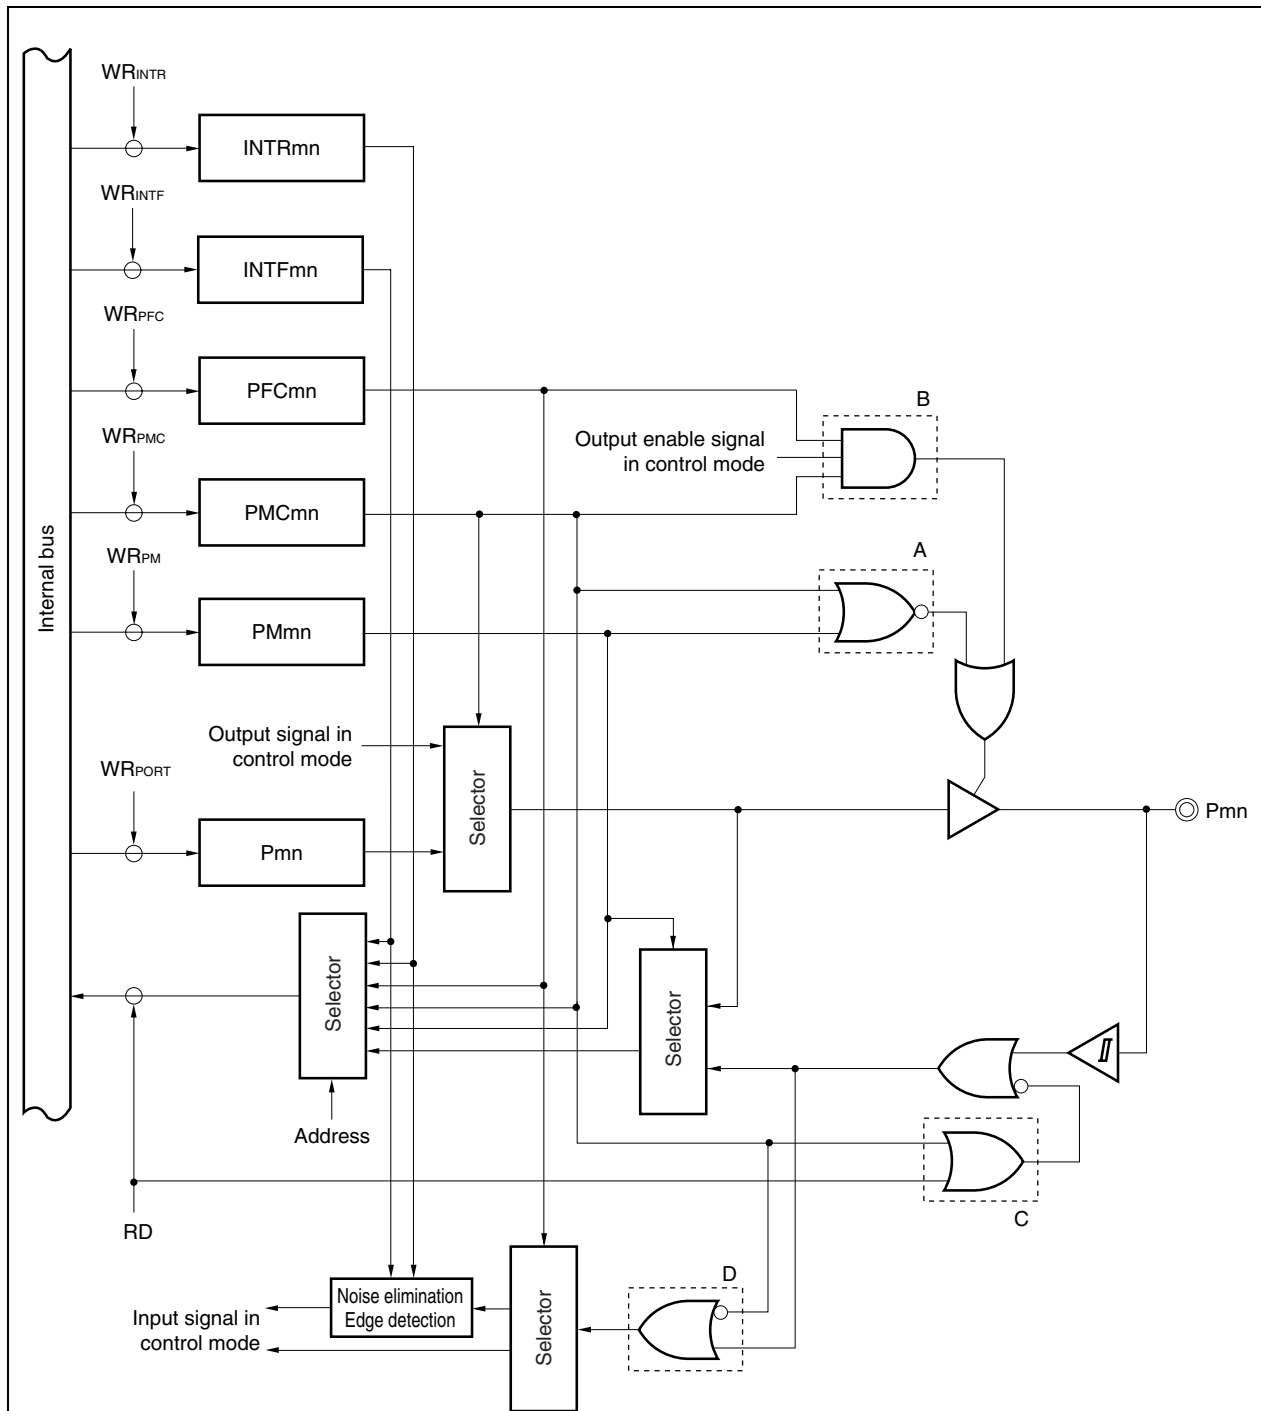 WRINTR
INTRmn
WRINTF
INTFmn
WRPFC
PFCmn
B
Output enable signal
in control mode
WRPMC
PMCmn
A
WRPM
PMmn
Internal bus
Output signal in
control mode
Selector
WRPORT
Pmn
Pmn
Selector
Selector
Address
RD
C
D
Noise elimination
Edge detection
Input signal in
control mode
Selector